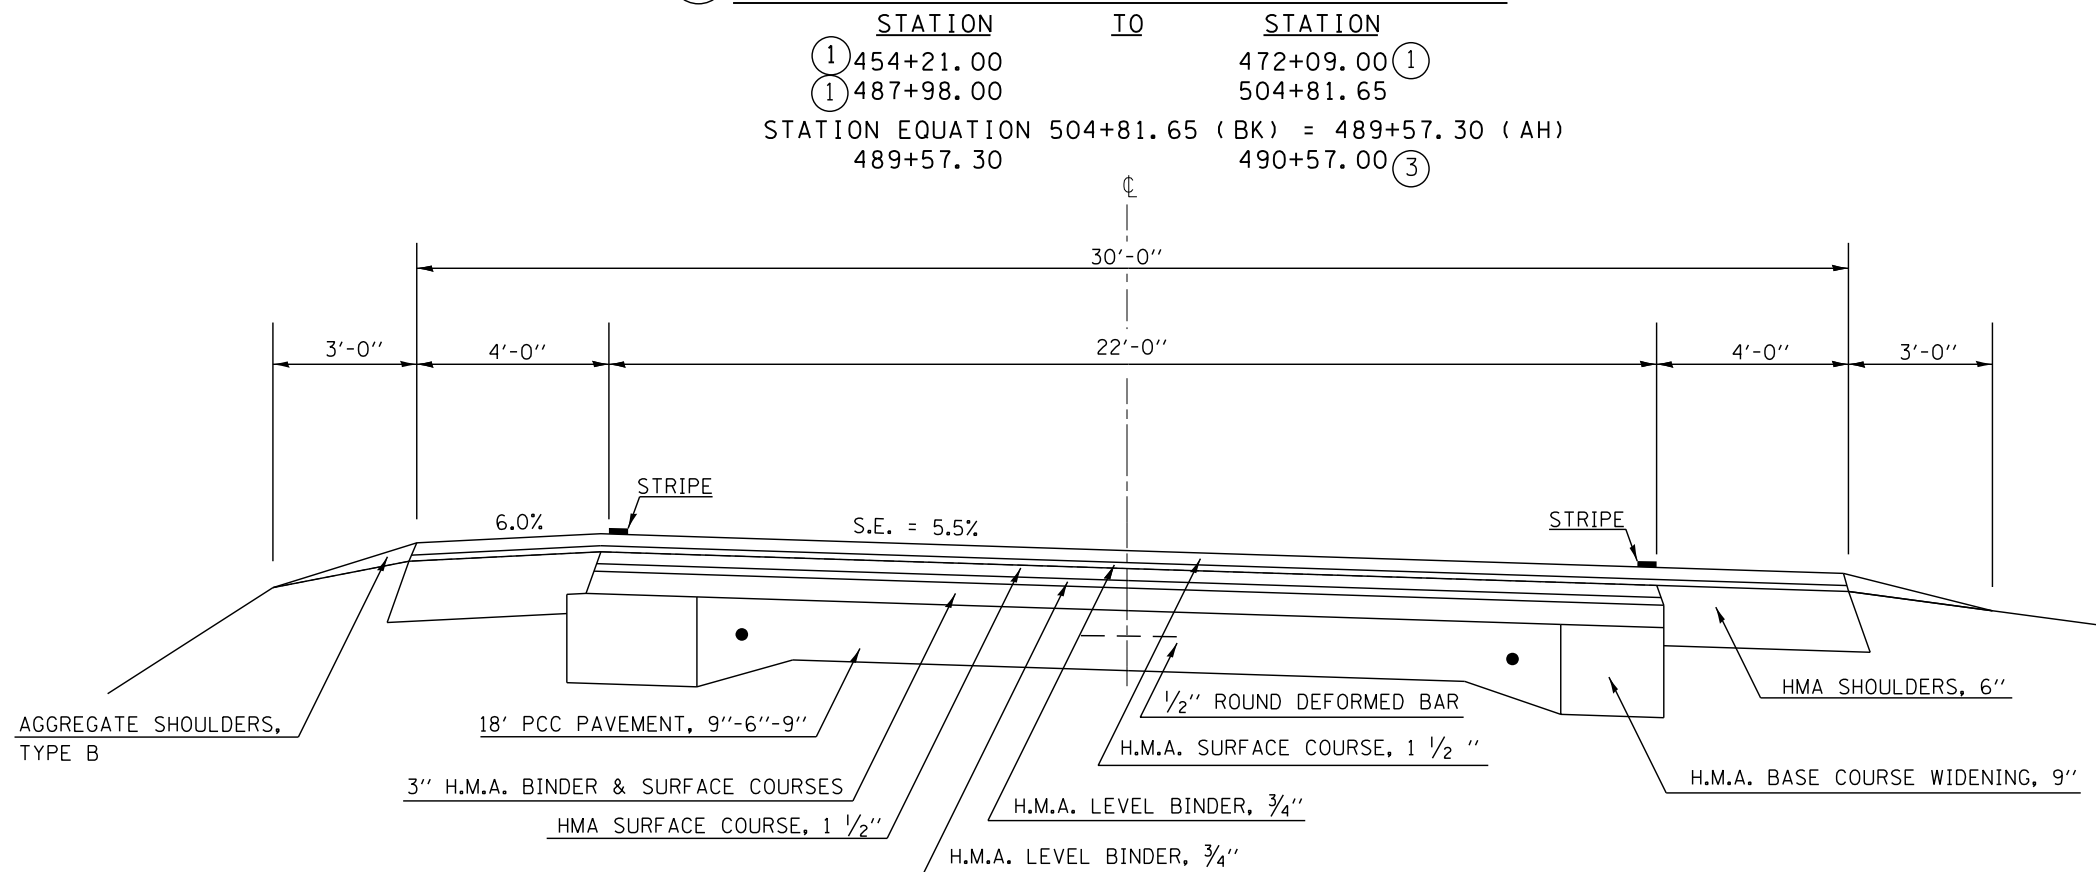 STATION TO STATION
1 454+21.00 472+09.00 1
1 487+98.00 504+81.65
STATION EQUATION 504+81.65 (BK) = 489+57.30 (AH)
489+57.30 490+57.00 3
℄
30'-0"
3'-0" 4'-0" 22'-0" 4'-0" 3'-0"
STRIPE
6.0% S.E. = 5.5% STRIPE
HMA SHOULDERS, 6"
½" ROUND DEFORMED BAR
AGGREGATE SHOULDERS,
TYPE B
18' PCC PAVEMENT, 9"-6"-9"
H.M.A. SURFACE COURSE, 1 ½ "
H.M.A. BASE COURSE WIDENING, 9"
3" H.M.A. BINDER & SURFACE COURSES
H.M.A. LEVEL BINDER, ¾"
HMA SURFACE COURSE, 1 ½"
H.M.A. LEVEL BINDER, ¾"